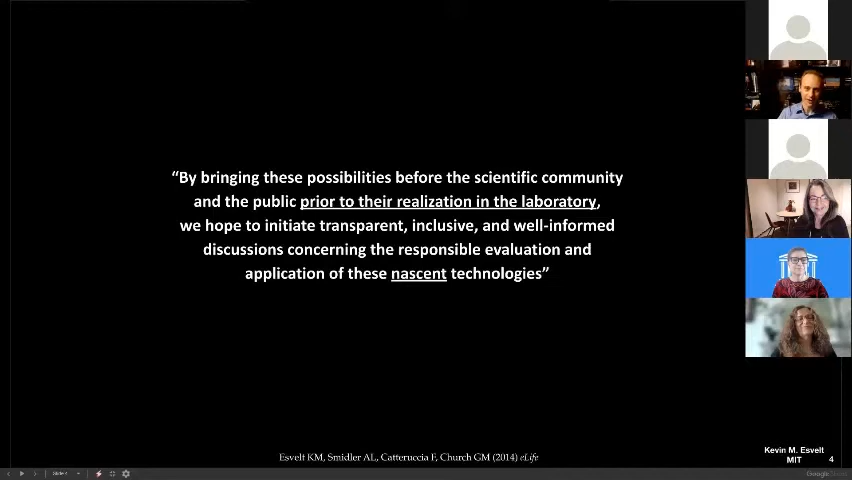 “By bringing these possibilities before the scientific community
and the public prior to their realization in the laboratory,
we hope to initiate transparent, inclusive, and well-informed
discussions concerning the responsible evaluation and
application of these nascent technologies”
Esvelt KM, Smidler AL, Catteruccia F, Church GM (2014) eLife
Kevin M. Esvelt
MIT
4